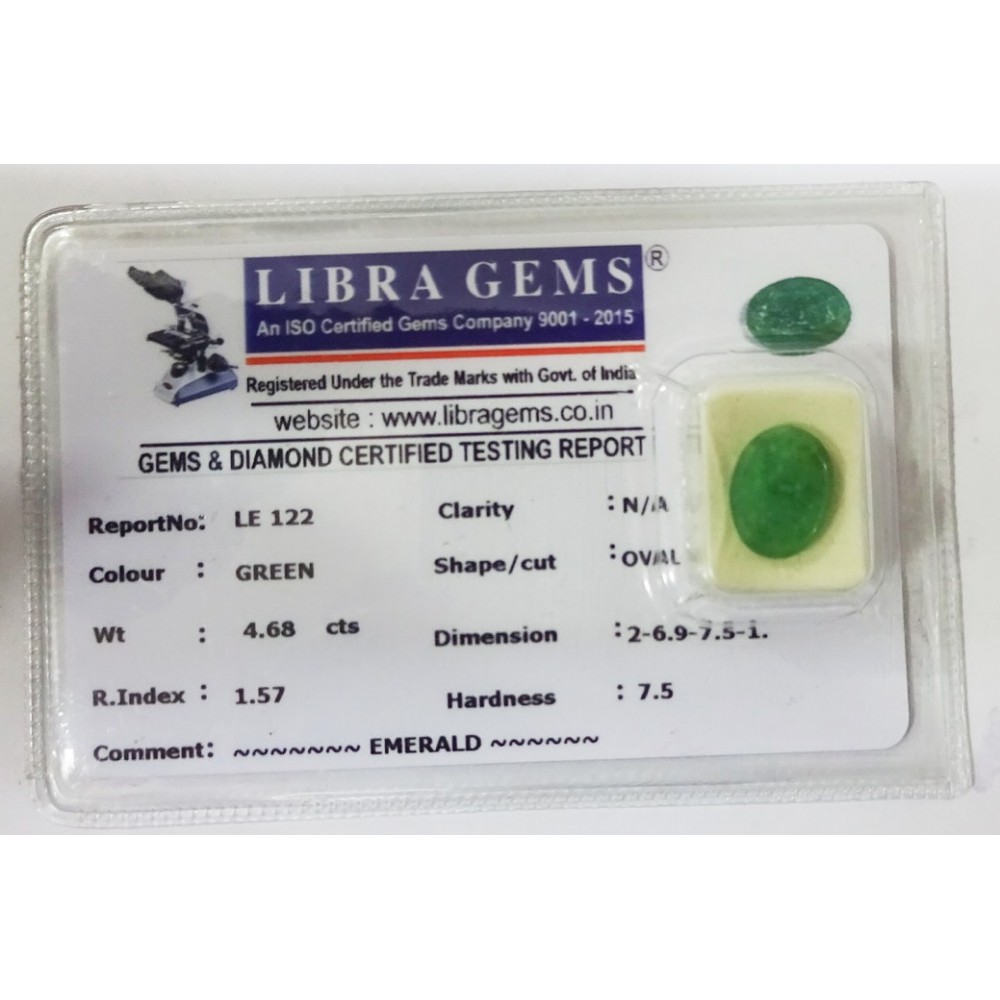 LIBRA GEMS ®
An ISO Certified Gems Company 9001 - 2015
Registered Under the Trade Marks with Govt. of India
website : www.libragems.co.in
GEMS & DIAMOND CERTIFIED TESTING REPORT
ReportNo: LE 122 Clarity : N/A
Colour : GREEN Shape/cut : OVAL
Wt : 4.68 cts Dimension : 2-6.9-7.5-1.
R.Index : 1.57 Hardness : 7.5
Comment: ~~~~~~~ EMERALD ~~~~~~